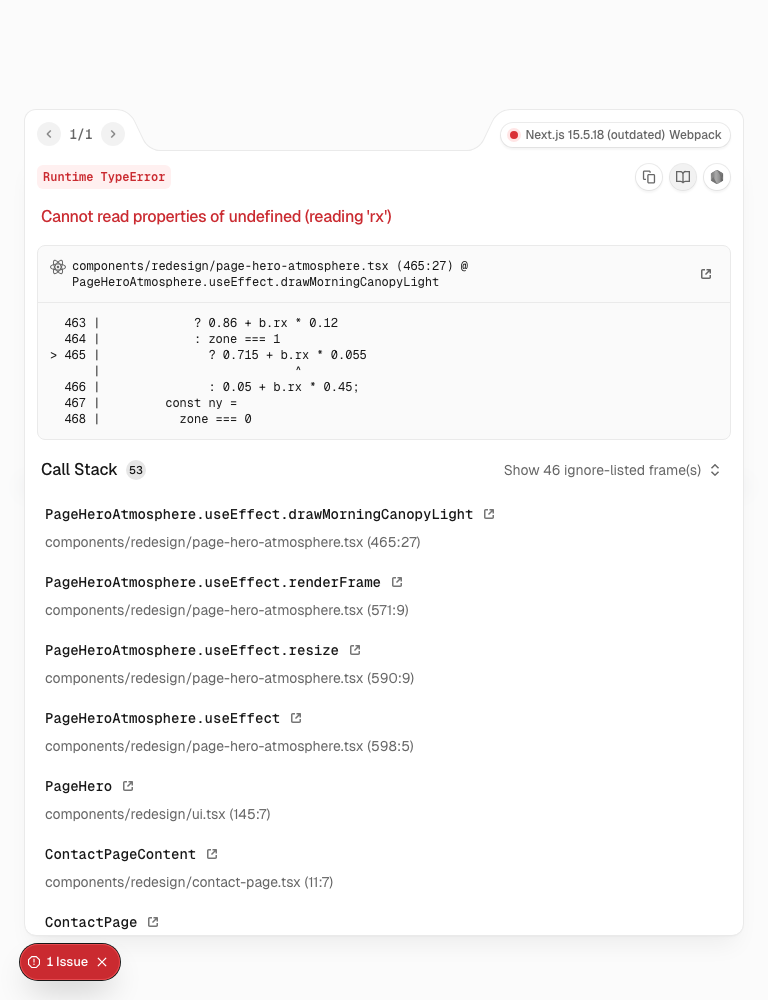 1/1
Next.js 15.5.18 (outdated) Webpack
Runtime TypeError
Cannot read properties of undefined (reading 'rx')
components/redesign/page-hero-atmosphere.tsx (465:27) @
PageHeroAtmosphere.useEffect.drawMorningCanopyLight
463 |             ? 0.86 + b.rx * 0.12
464 |             : zone === 1
> 465 |               ? 0.715 + b.rx * 0.055
|                           ^
466 |               : 0.05 + b.rx * 0.45;
467 |         const ny =
468 |           zone === 0
Call Stack 53
Show 46 ignore-listed frame(s)
PageHeroAtmosphere.useEffect.drawMorningCanopyLight
components/redesign/page-hero-atmosphere.tsx (465:27)
PageHeroAtmosphere.useEffect.renderFrame
components/redesign/page-hero-atmosphere.tsx (571:9)
PageHeroAtmosphere.useEffect.resize
components/redesign/page-hero-atmosphere.tsx (590:9)
PageHeroAtmosphere.useEffect
components/redesign/page-hero-atmosphere.tsx (598:5)
PageHero
components/redesign/ui.tsx (145:7)
ContactPageContent
components/redesign/contact-page.tsx (11:7)
ContactPage
1 Issue